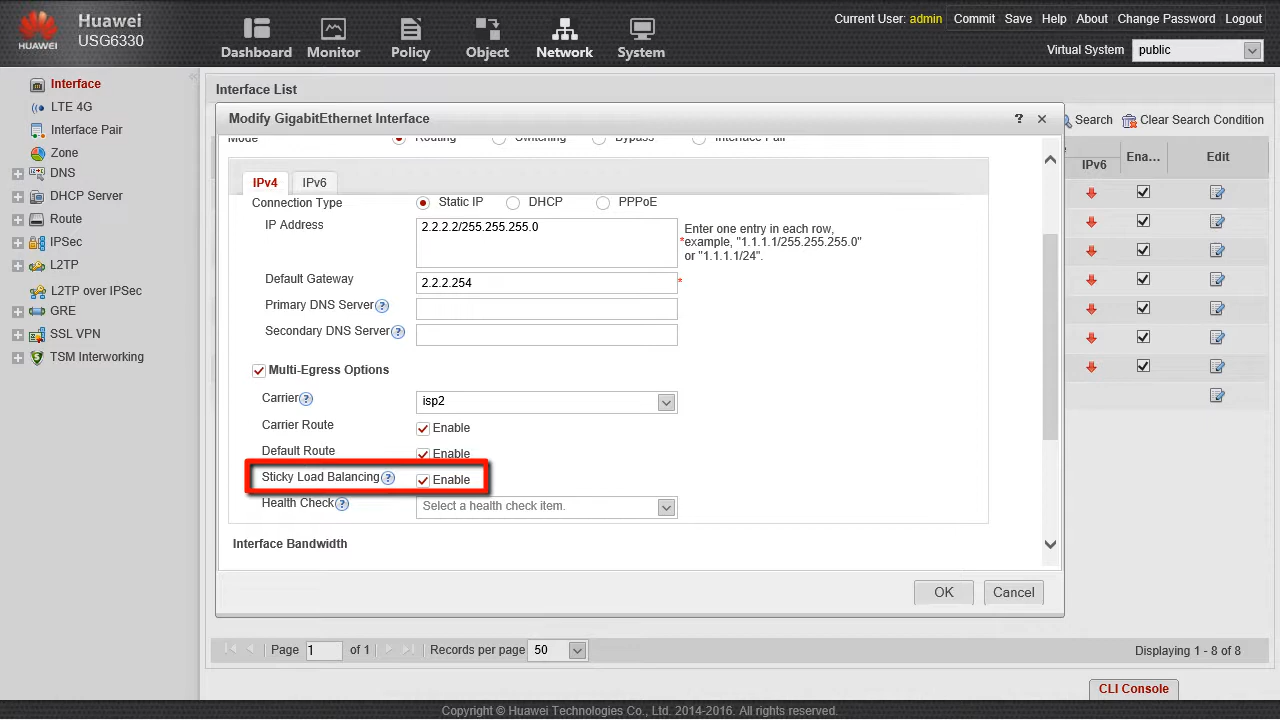 HUAWEI
Huawei
USG6330
Dashboard
Monitor
Policy
Object
Network
System
Current User: admin
Commit
Save
Help
About
Change Password
Logout
Virtual System
public
Interface
LTE 4G
Interface Pair
Zone
DNS
DHCP Server
Route
IPSec
L2TP
L2TP over IPSec
GRE
SSL VPN
TSM Interworking
Interface List
Search
Clear Search Condition
IPv6
Ena...
Edit
Modify GigabitEthernet Interface
?
Mode
Routing
Switching
Bypass
Interface Pair
IPv4
IPv6
Connection Type
Static IP
DHCP
PPPoE
IP Address
2.2.2.2/255.255.255.0
Enter one entry in each row,
*example, "1.1.1.1/255.255.255.0"
or "1.1.1.1/24".
Default Gateway
2.2.2.254
*
Primary DNS Server
?
Secondary DNS Server
?
Multi-Egress Options
Carrier
?
isp2
Carrier Route
Enable
Default Route
Enable
Sticky Load Balancing
?
Enable
Health Check
?
Select a health check item.
Interface Bandwidth
OK
Cancel
Page
1
of 1
Records per page
50
Displaying 1 - 8 of 8
CLI Console
Copyright © Huawei Technologies Co., Ltd. 2014-2016. All rights reserved.